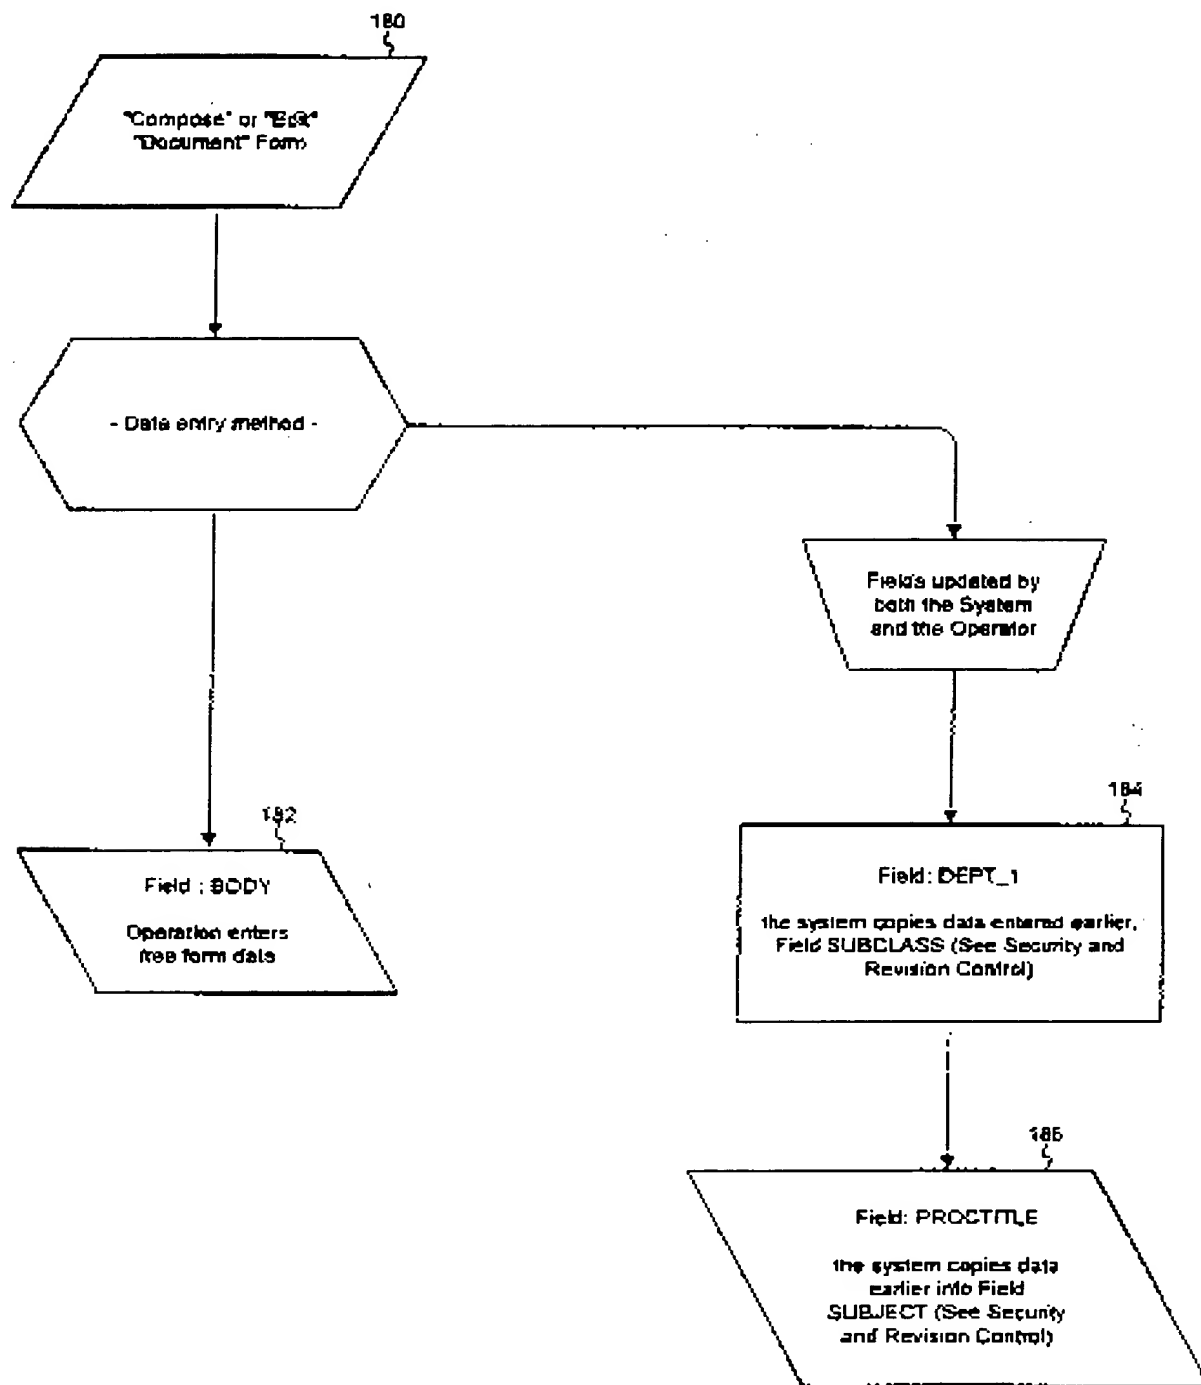 180
"Compose" or "Edit"
"Document" Form
- Data entry method -
Fields updated by
both the System
and the Operator
182
Field : BODY
Operation enters
free form data
184
Field: DEPT_1
the system copies data entered earlier,
Field SUBCLASS (See Security and
Revision Control)
186
Field: PROCTITLE
the system copies data
earlier into Field
SUBJECT (See Security
and Revision Control)